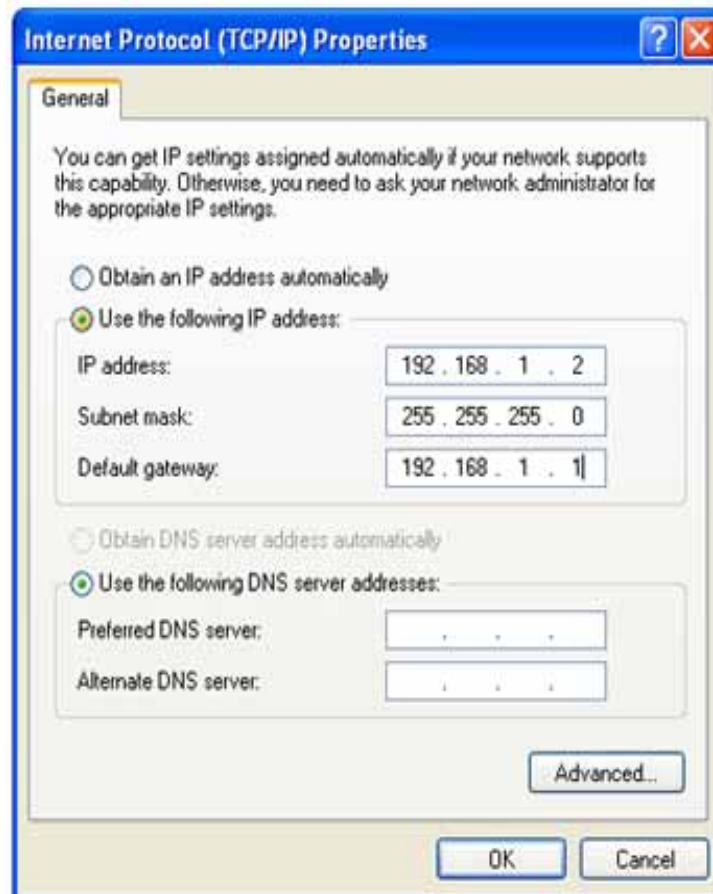 Internet Protocol (TCP/IP) Properties
General
You can get IP settings assigned automatically if your network supports
this capability. Otherwise, you need to ask your network administrator for
the appropriate IP settings.
Obtain an IP address automatically
Use the following IP address:
IP address: 192 . 168 . 1 . 2
Subnet mask: 255 . 255 . 255 . 0
Default gateway: 192 . 168 . 1 . 1
Obtain DNS server address automatically
Use the following DNS server addresses:
Preferred DNS server: . . .
Alternate DNS server: . . .
Advanced...
OK Cancel